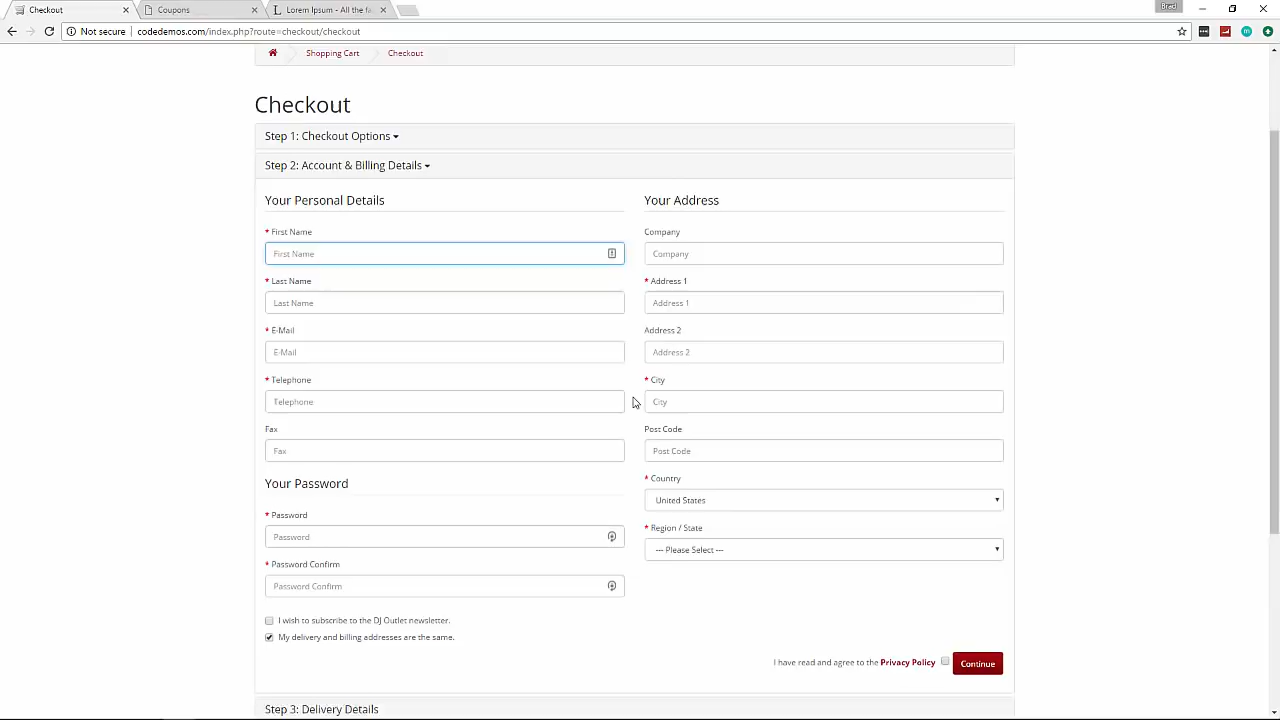 Checkout
Coupons
Lorem Ipsum - All the fa
Bred
Not secure
codedemos.com/index.php?route=checkout/checkout
Shopping Cart
Checkout
Checkout
Step 1: Checkout Options
Step 2: Account & Billing Details
Your Personal Details
* First Name
First Name
* Last Name
Last Name
* E-Mail
E-Mail
* Telephone
Telephone
Fax
Fax
Your Password
* Password
Password
* Password Confirm
Password Confirm
I wish to subscribe to the DJ Outlet newsletter.
My delivery and billing addresses are the same.
Your Address
Company
Company
* Address 1
Address 1
Address 2
Address 2
* City
City
Post Code
Post Code
* Country
United States
* Region / State
--- Please Select ---
I have read and agree to the Privacy Policy
Continue
Step 3: Delivery Details